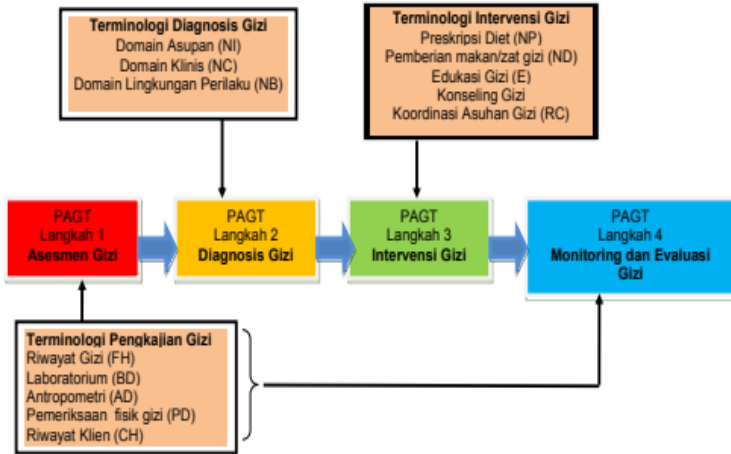 Terminologi Diagnosis Gizi
Domain Asupan (NI)
Domain Klinis (NC)
Domain Lingkungan Perilaku (NB)
Terminologi Intervensi Gizi
Preskripsi Diet (NP)
Pemberian makan/zat gizi (ND)
Edukasi Gizi (E)
Konseling Gizi
Koordinasi Asuhan Gizi (RC)
PAGT
Langkah 1
Asesmen Gizi
PAGT
Langkah 2
Diagnosis Gizi
PAGT
Langkah 3
Intervensi Gizi
PAGT
Langkah 4
Monitoring dan Evaluasi
Gizi
Terminologi Pengkajian Gizi
Riwayat Gizi (FH)
Laboratorium (BD)
Antropometri (AD)
Pemeriksaan fisik gizi (PD)
Riwayat Klien (CH)